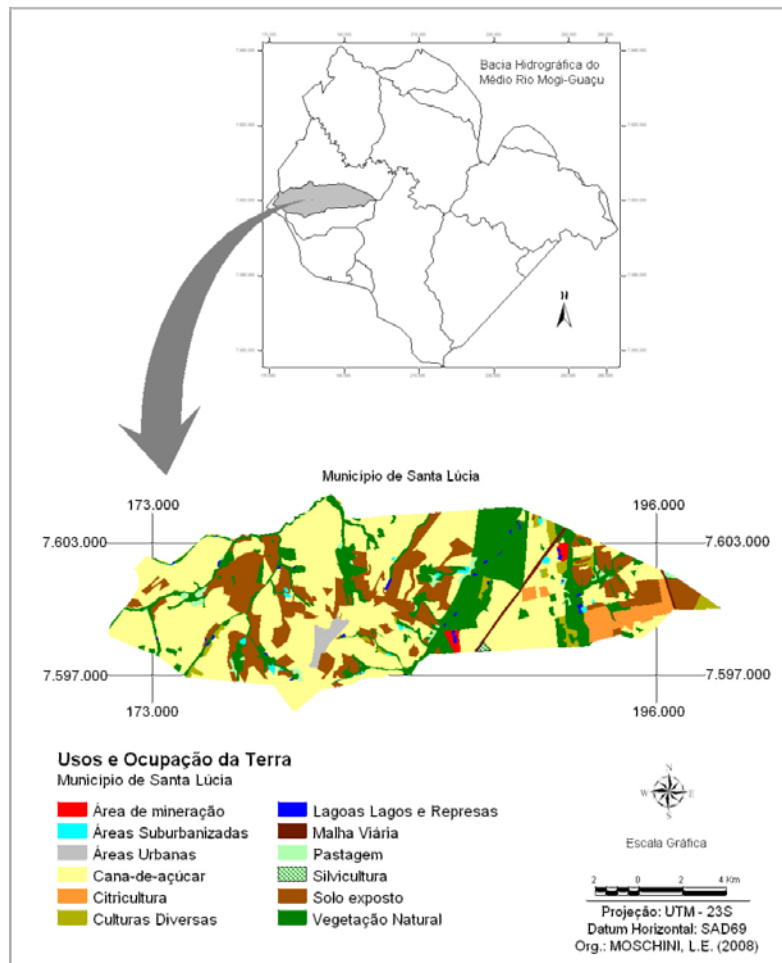 Bacia Hidrográfica do
Médio Rio Mogi-Guaçu
N
Município de Santa Lúcia
173.000
196.000
7.603.000
7.603.000
7.597.000
7.597.000
173.000
196.000
Usos e Ocupação da Terra
Município de Santa Lúcia
Área de mineração
Áreas Suburbanizadas
Áreas Urbanas
Cana-de-açúcar
Citricultura
Culturas Diversas
Lagoas Lagos e Represas
Malha Viária
Pastagem
Silvicultura
Solo exposto
Vegetação Natural
N
W
E
S
Escala Gráfica
2 0 2 4 Km
Projeção: UTM - 23S
Datum Horizontal: SAD69
Org.: MOSCHINI, L.E. (2008)